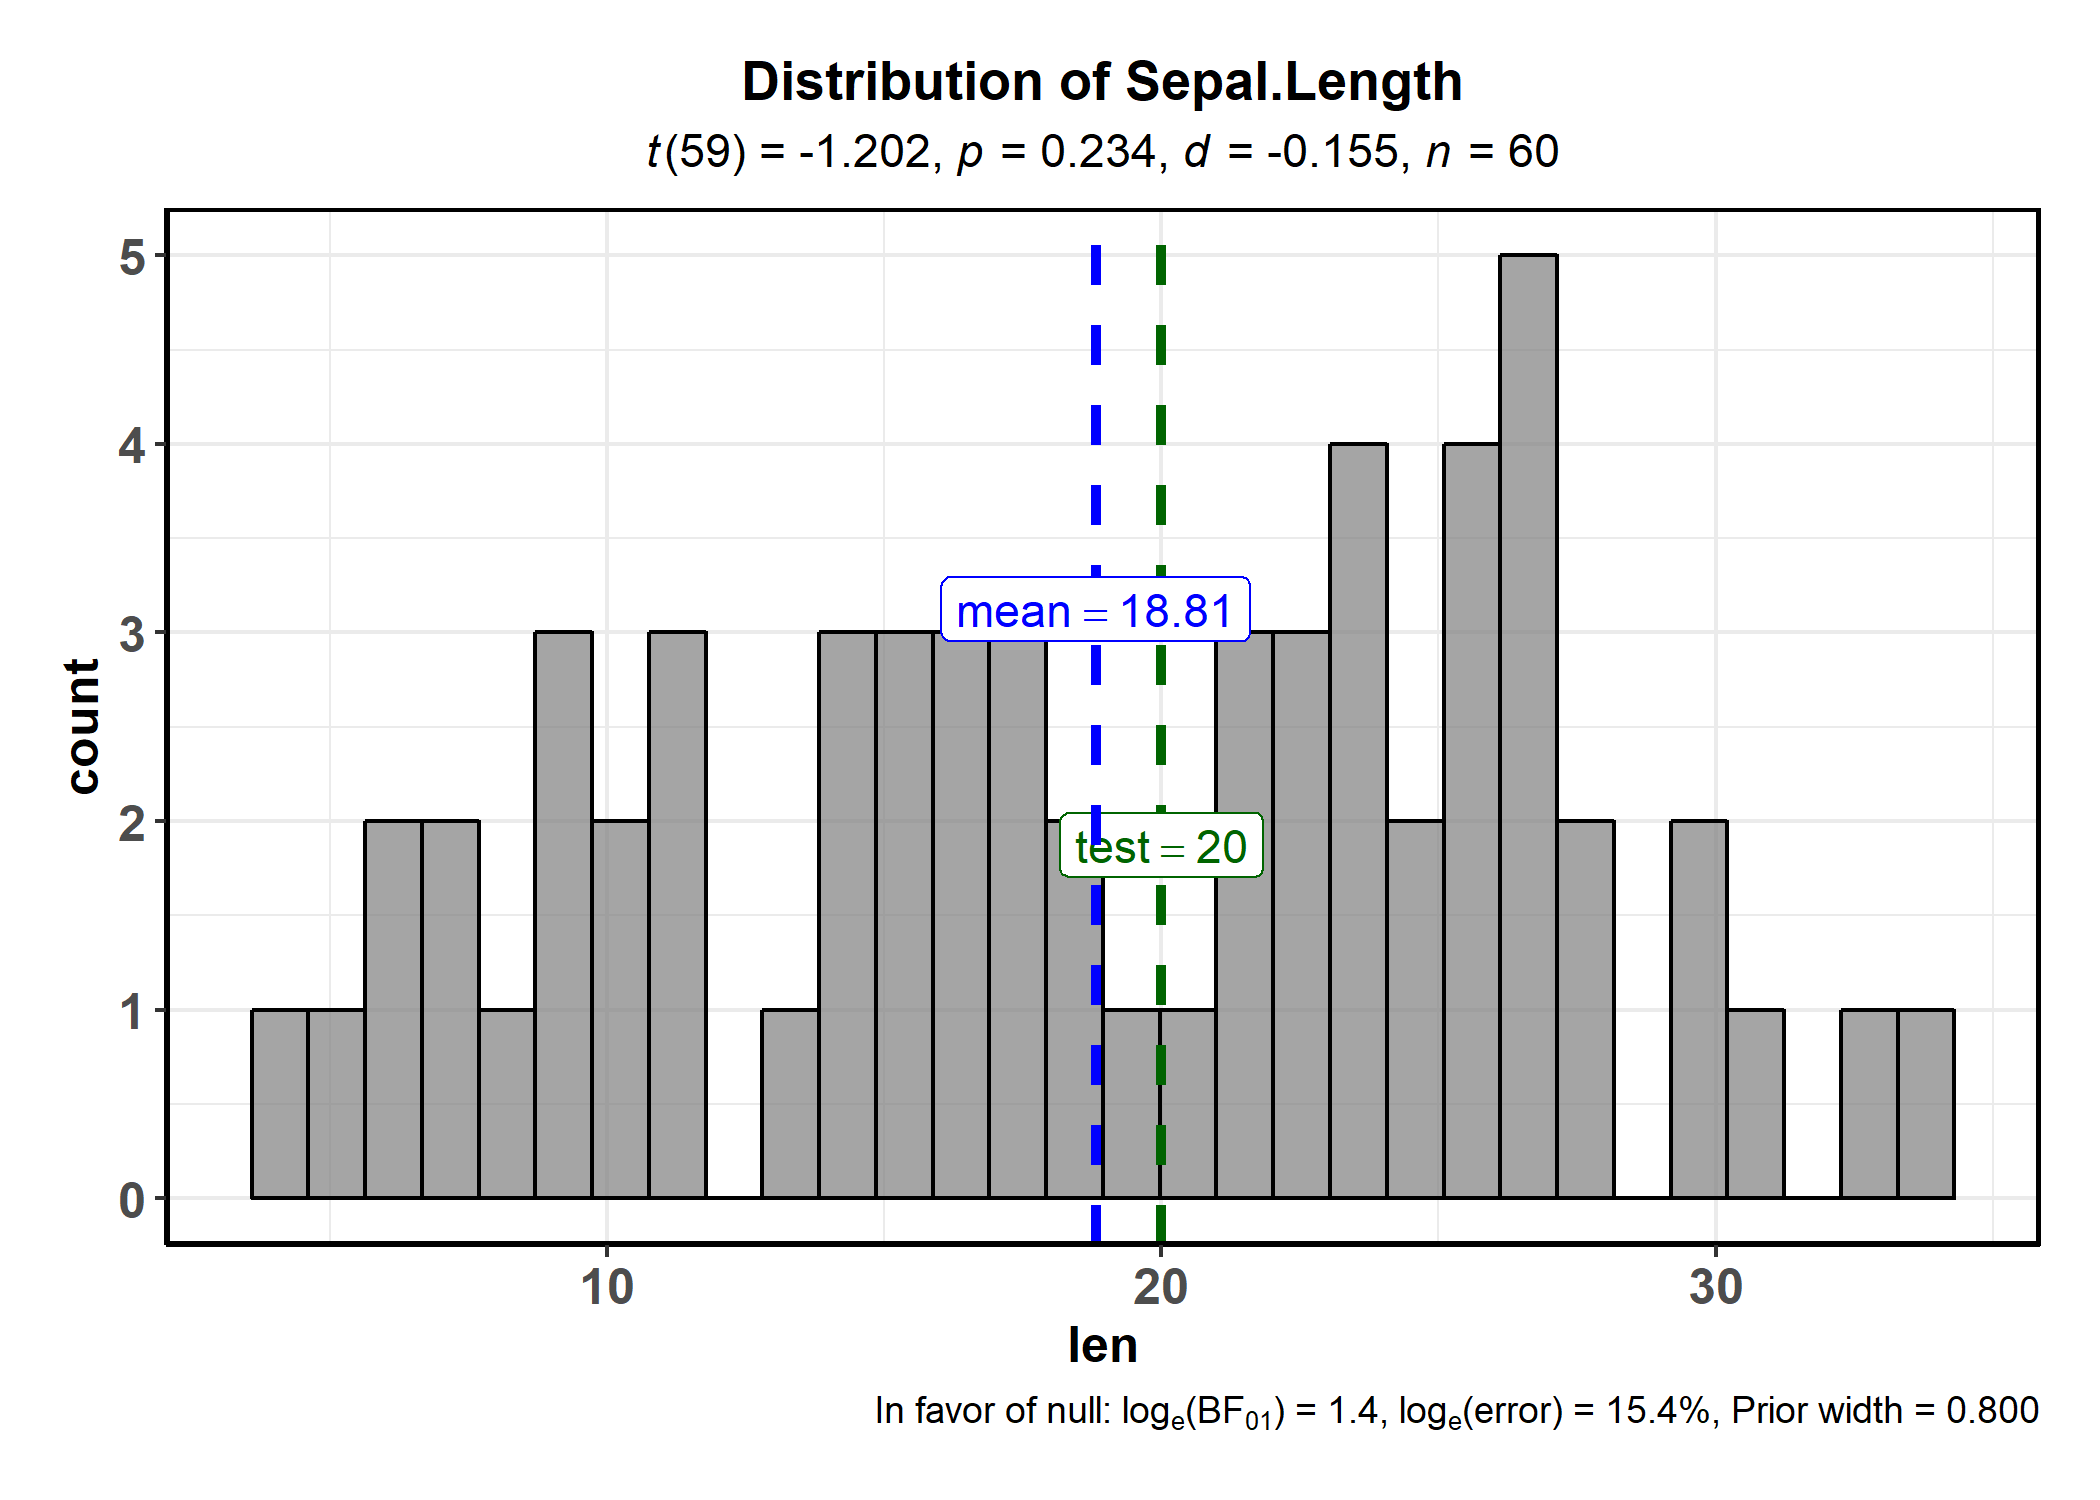 Distribution of Sepal.Length
t(59) = -1.202, p = 0.234, d = -0.155, n = 60
5
4
3
2
1
0
count
mean = 18.81
test = 20
10 20 30
len
In favor of null: logₑ(BF₀₁) = 1.4, logₑ(error) = 15.4%, Prior width = 0.800